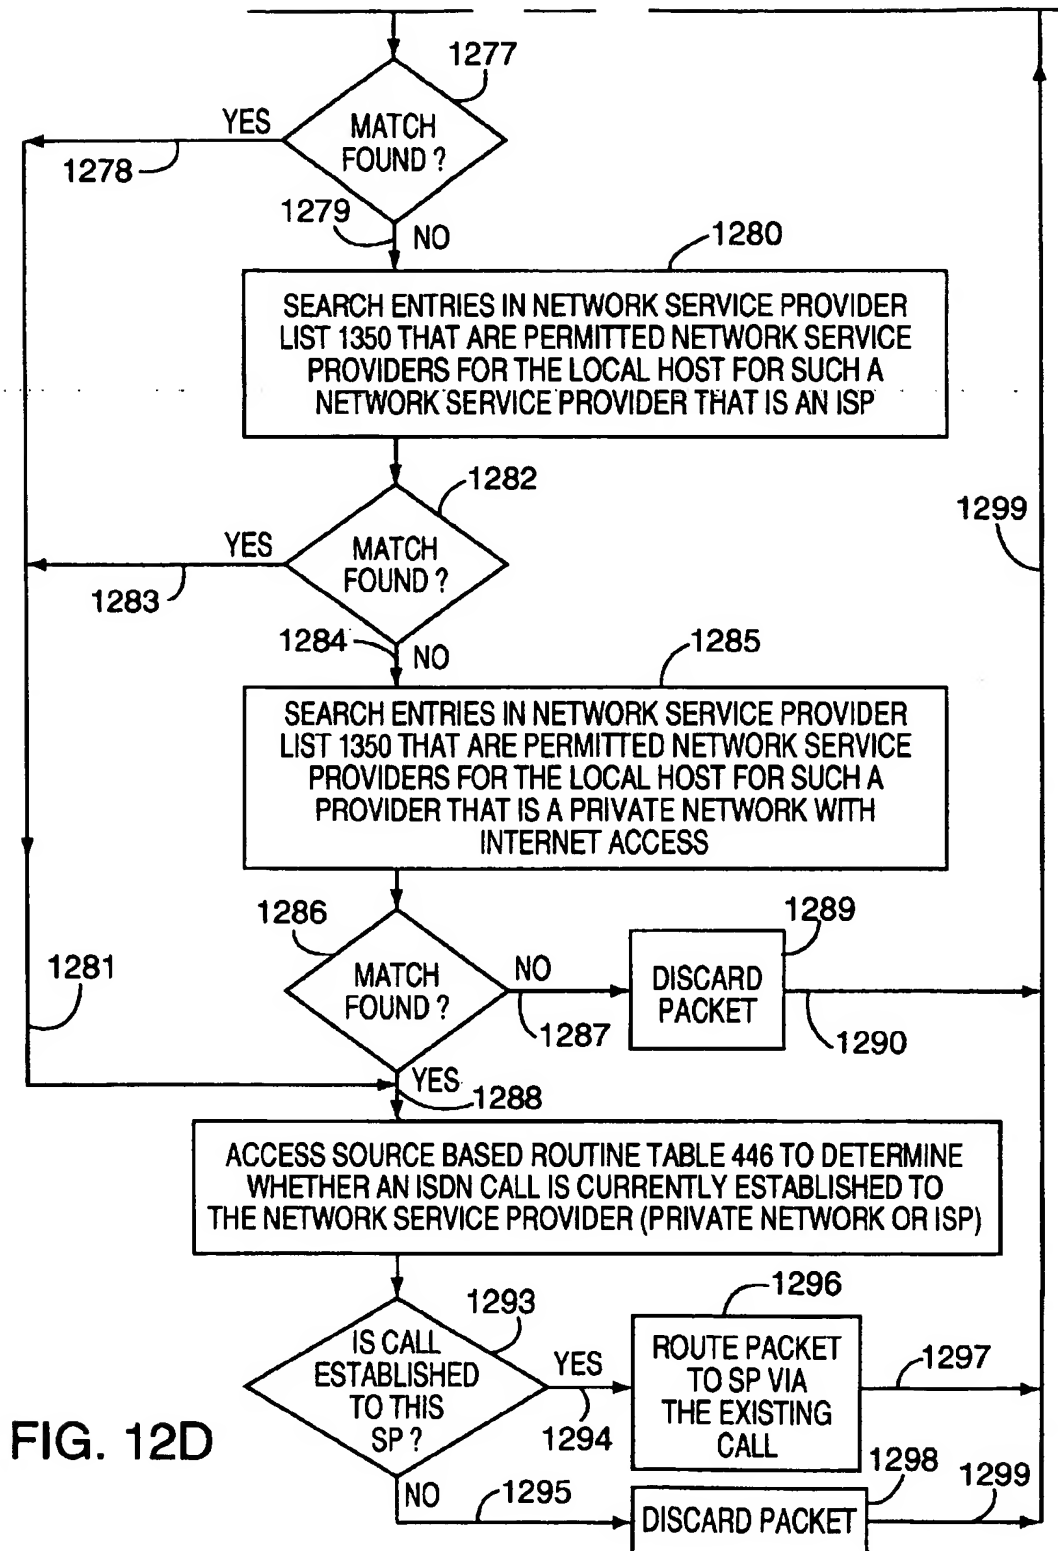 1277
YES
MATCH
FOUND ?
1278
1279
NO
1280
SEARCH ENTRIES IN NETWORK SERVICE PROVIDER
LIST 1350 THAT ARE PERMITTED NETWORK SERVICE
PROVIDERS FOR THE LOCAL HOST FOR SUCH A
NETWORK SERVICE PROVIDER THAT IS AN ISP
1282
1299
YES
MATCH
FOUND ?
1283
1284
NO
1285
SEARCH ENTRIES IN NETWORK SERVICE PROVIDER
LIST 1350 THAT ARE PERMITTED NETWORK SERVICE
PROVIDERS FOR THE LOCAL HOST FOR SUCH A
PROVIDER THAT IS A PRIVATE NETWORK WITH
INTERNET ACCESS
1286
1289
1281
MATCH
FOUND ?
NO
1287
DISCARD
PACKET
1290
YES
1288
ACCESS SOURCE BASED ROUTINE TABLE 446 TO DETERMINE
WHETHER AN ISDN CALL IS CURRENTLY ESTABLISHED TO
THE NETWORK SERVICE PROVIDER (PRIVATE NETWORK OR ISP)
1293
1296
IS CALL
ESTABLISHED
TO THIS
SP ?
YES
1294
ROUTE PACKET
TO SP VIA
THE EXISTING
CALL
1297
FIG. 12D
NO
1295
1298
1299
DISCARD PACKET